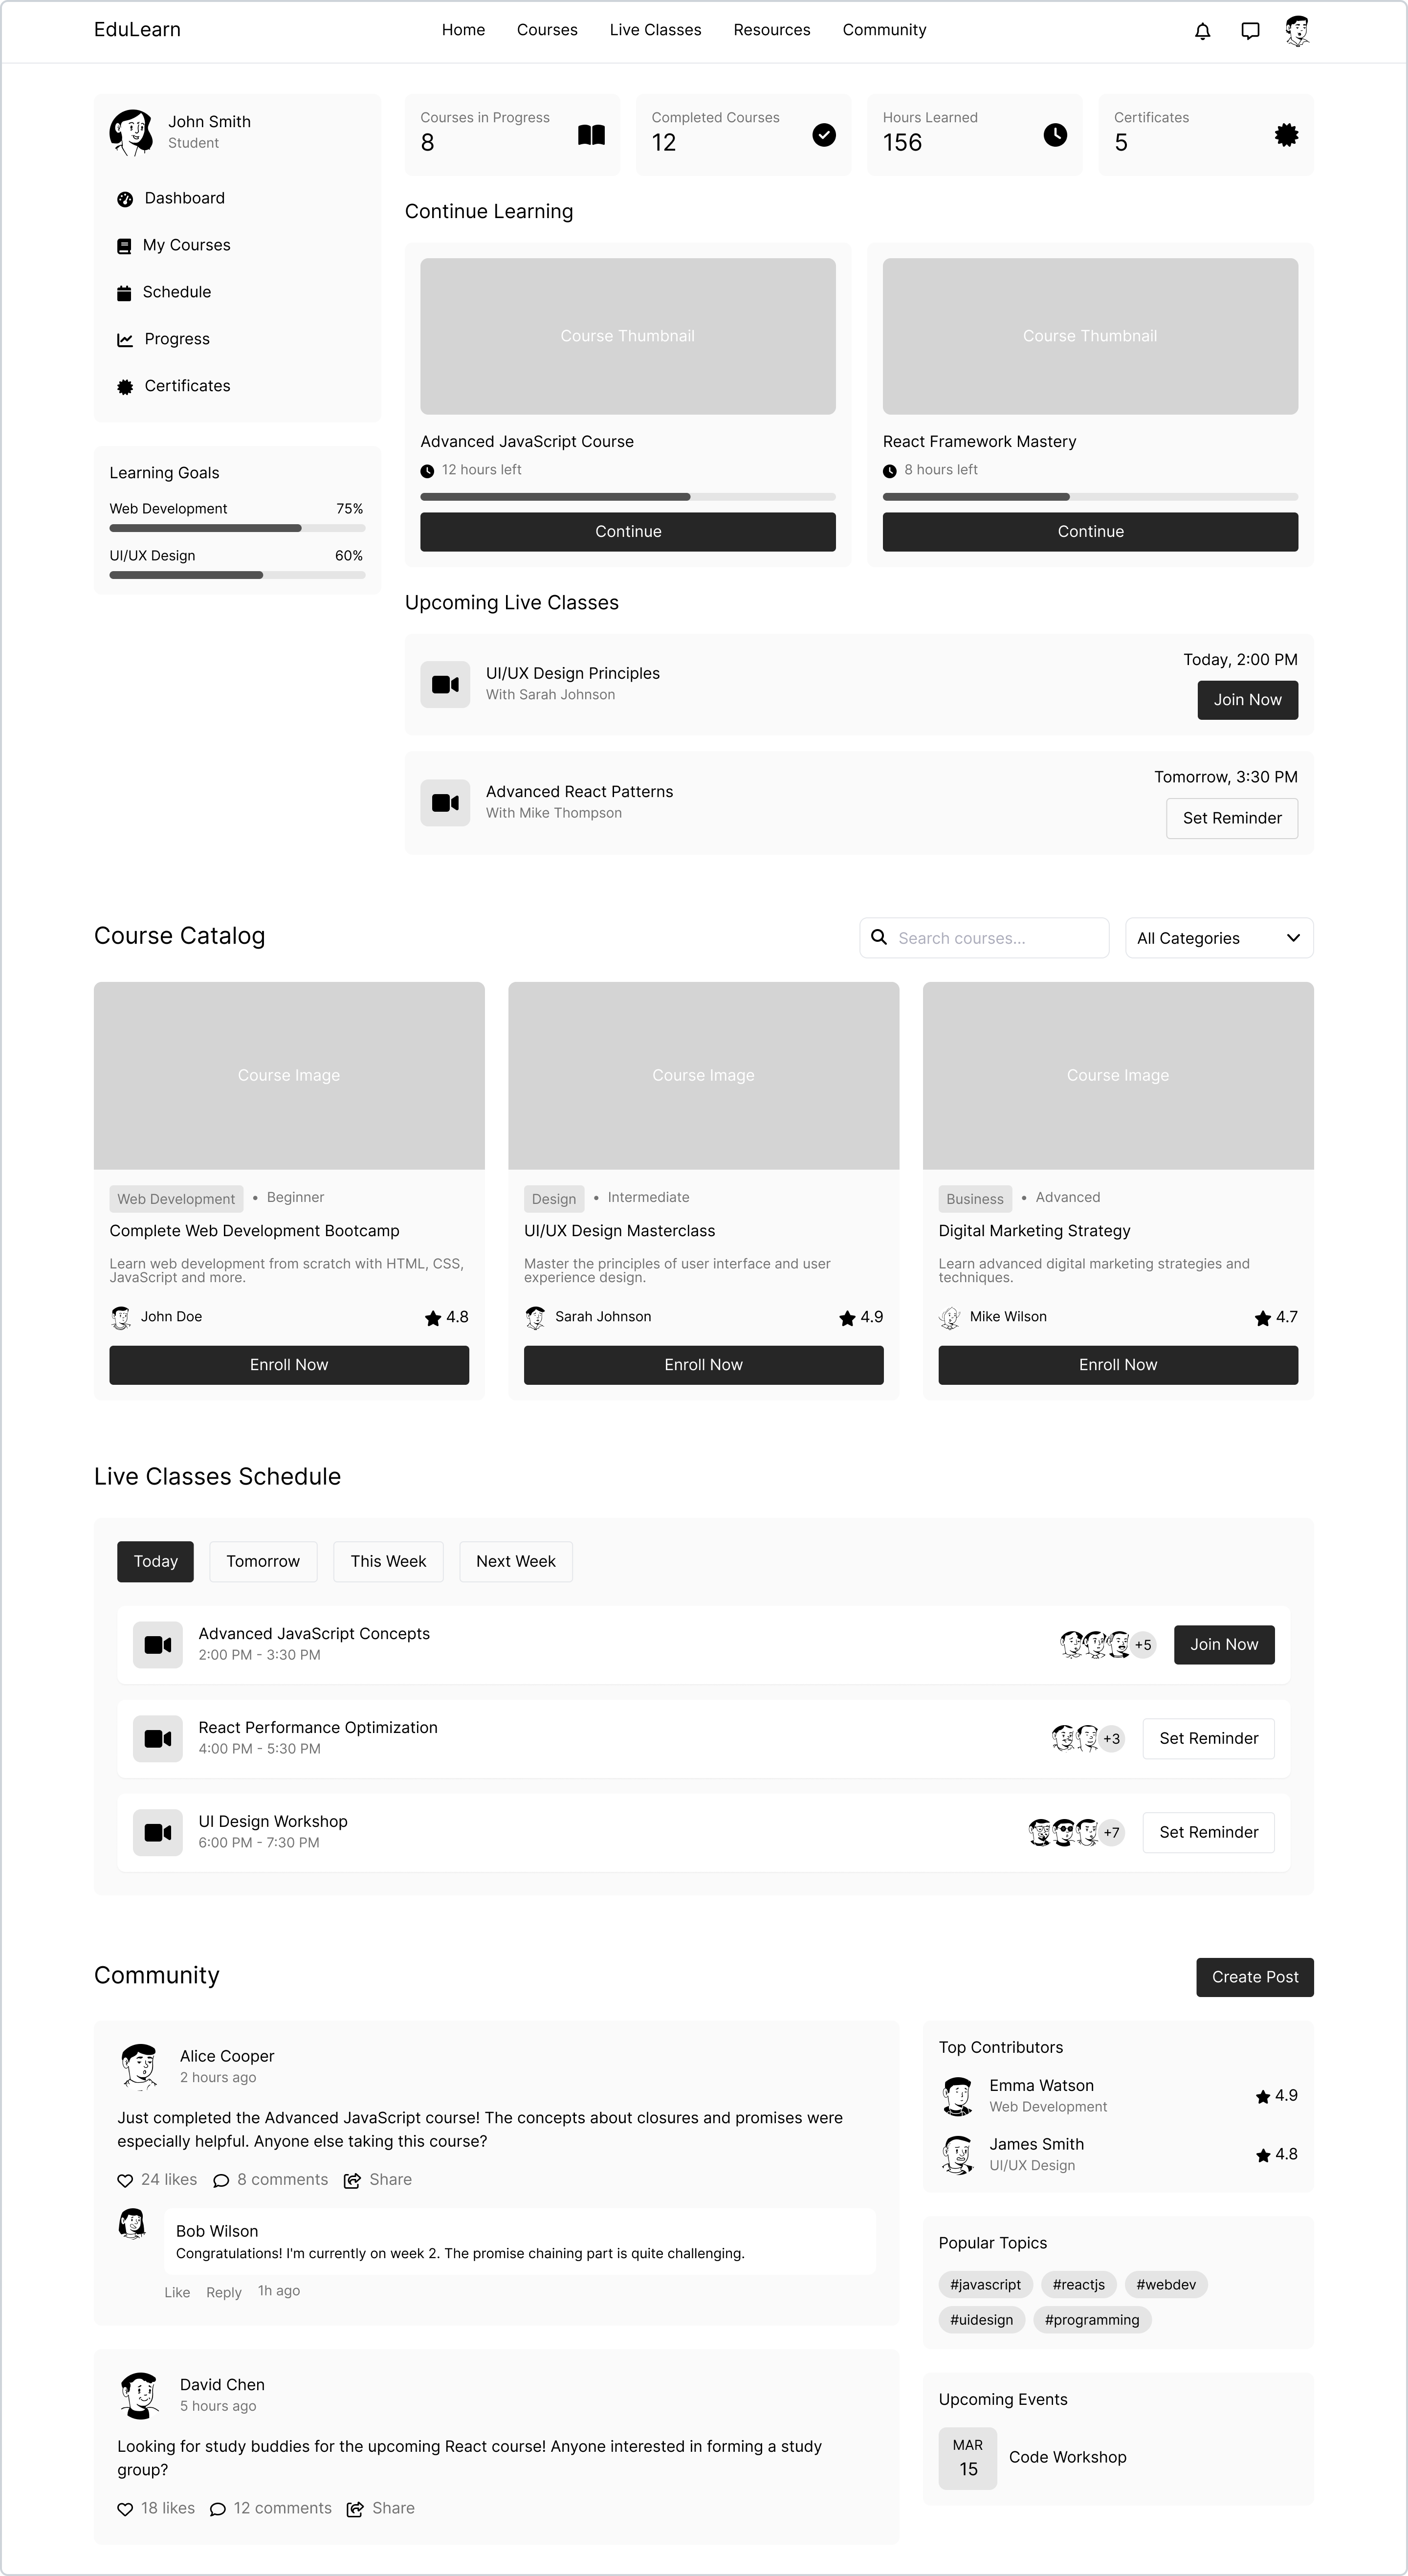 EduLearn
Home
Courses
Live Classes
Resources
Community
John Smith
Student
Dashboard
My Courses
Schedule
Progress
Certificates
Learning Goals
Web Development 75%
UI/UX Design 60%
Courses in Progress
8
Completed Courses
12
Hours Learned
156
Certificates
5
Continue Learning
Course Thumbnail
Advanced JavaScript Course
12 hours left
Continue
Course Thumbnail
React Framework Mastery
8 hours left
Continue
Upcoming Live Classes
UI/UX Design Principles
With Sarah Johnson
Today, 2:00 PM
Join Now
Advanced React Patterns
With Mike Thompson
Tomorrow, 3:30 PM
Set Reminder
Course Catalog
Search courses...
All Categories
Course Image
Web Development • Beginner
Complete Web Development Bootcamp
Learn web development from scratch with HTML, CSS,
JavaScript and more.
John Doe
4.8
Enroll Now
Course Image
Design • Intermediate
UI/UX Design Masterclass
Master the principles of user interface and user
experience design.
Sarah Johnson
4.9
Enroll Now
Course Image
Business • Advanced
Digital Marketing Strategy
Learn advanced digital marketing strategies and
techniques.
Mike Wilson
4.7
Enroll Now
Live Classes Schedule
Today
Tomorrow
This Week
Next Week
Advanced JavaScript Concepts
2:00 PM - 3:30 PM
+5
Join Now
React Performance Optimization
4:00 PM - 5:30 PM
+3
Set Reminder
UI Design Workshop
6:00 PM - 7:30 PM
+7
Set Reminder
Community
Create Post
Alice Cooper
2 hours ago
Just completed the Advanced JavaScript course! The concepts about closures and promises were
especially helpful. Anyone else taking this course?
24 likes
8 comments
Share
Bob Wilson
Congratulations! I'm currently on week 2. The promise chaining part is quite challenging.
Like
Reply
1h ago
David Chen
5 hours ago
Looking for study buddies for the upcoming React course! Anyone interested in forming a study
group?
18 likes
12 comments
Share
Top Contributors
Emma Watson
Web Development
4.9
James Smith
UI/UX Design
4.8
Popular Topics
#javascript
#reactjs
#webdev
#uidesign
#programming
Upcoming Events
MAR
15
Code Workshop